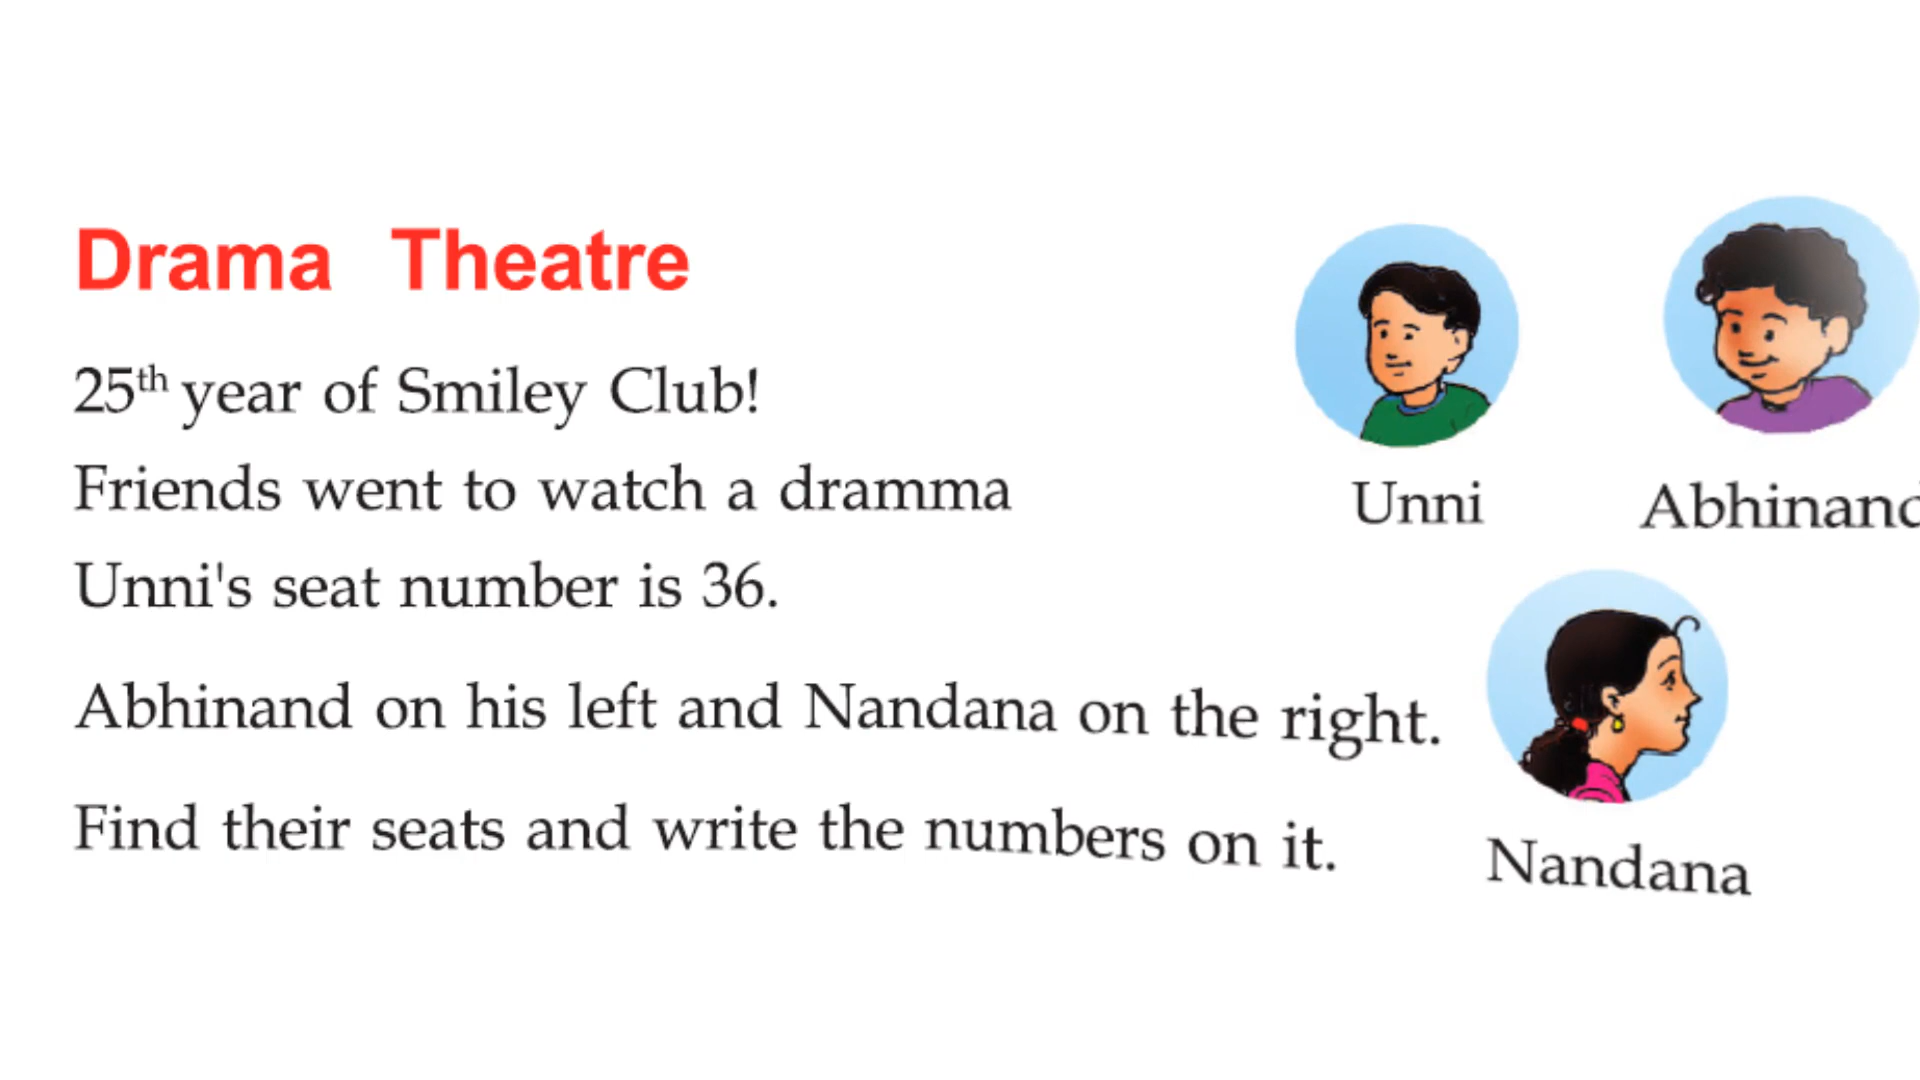 Drama Theatre
25th year of Smiley Club!
Friends went to watch a dramma
Unni's seat number is 36.
Abhinand on his left and Nandana on the right.
Find their seats and write the numbers on it.
Unni
Abhinand
Nandana